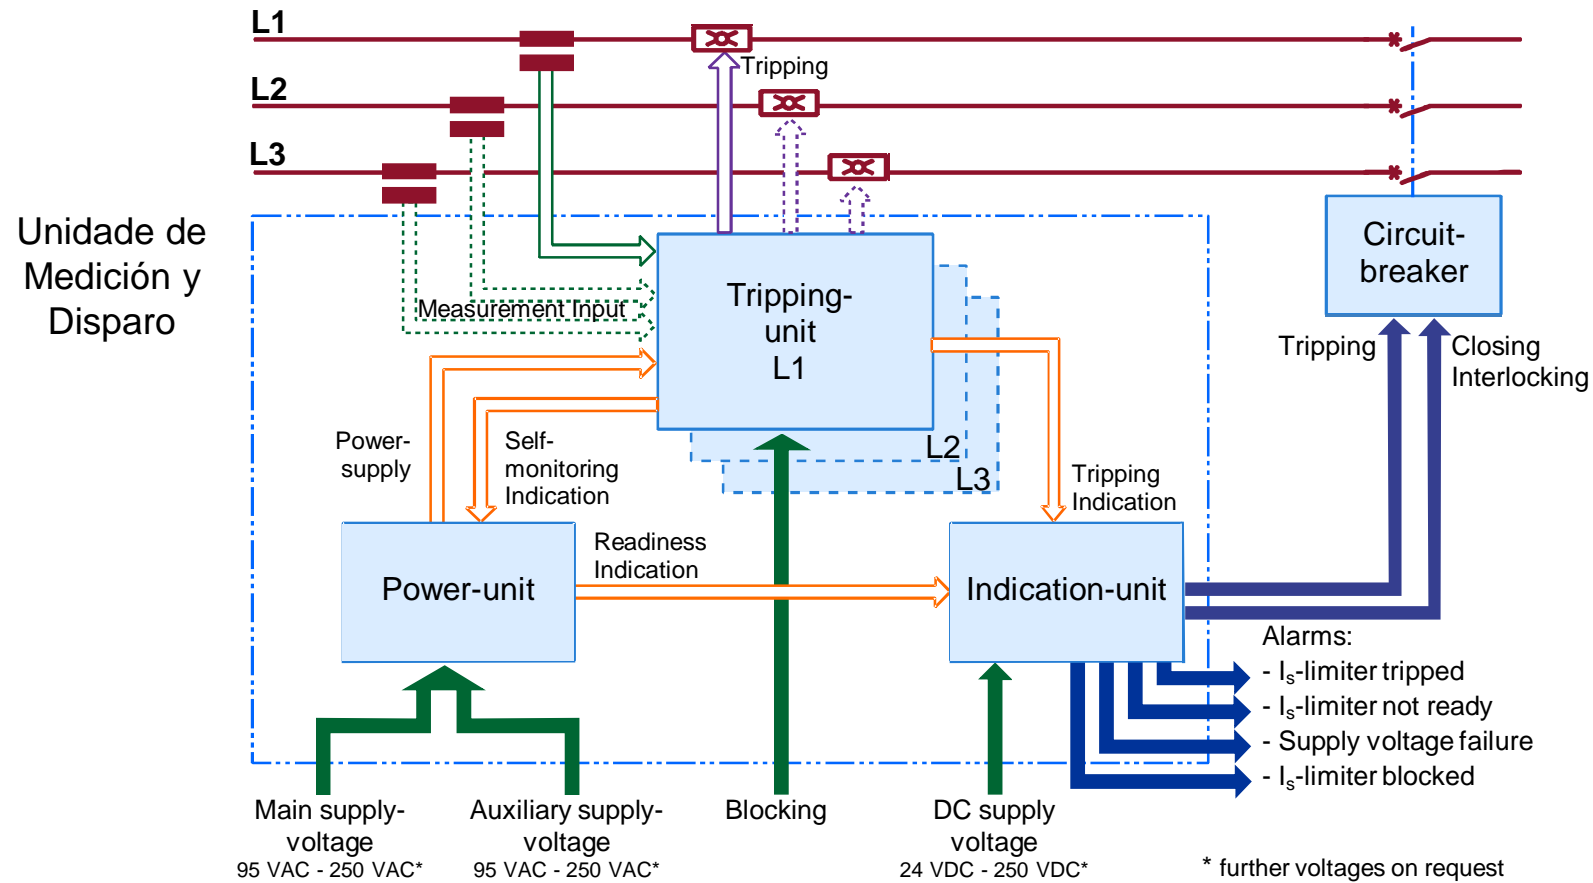 L1
Tripping
L2
L3
Unidade de
Medición y
Disparo
Circuit-
breaker
Tripping-
unit
L1
Measurement Input
Tripping
Closing
Interlocking
L2
L3
Power-
supply
Self-
monitoring
Indication
Tripping
Indication
Readiness
Indication
Power-unit
Indication-unit
Alarms:
- Is-limiter tripped
- Is-limiter not ready
- Supply voltage failure
- Is-limiter blocked
Main supply-
voltage
95 VAC - 250 VAC*
Auxiliary supply-
voltage
95 VAC - 250 VAC*
Blocking
DC supply
voltage
24 VDC - 250 VDC*
* further voltages on request